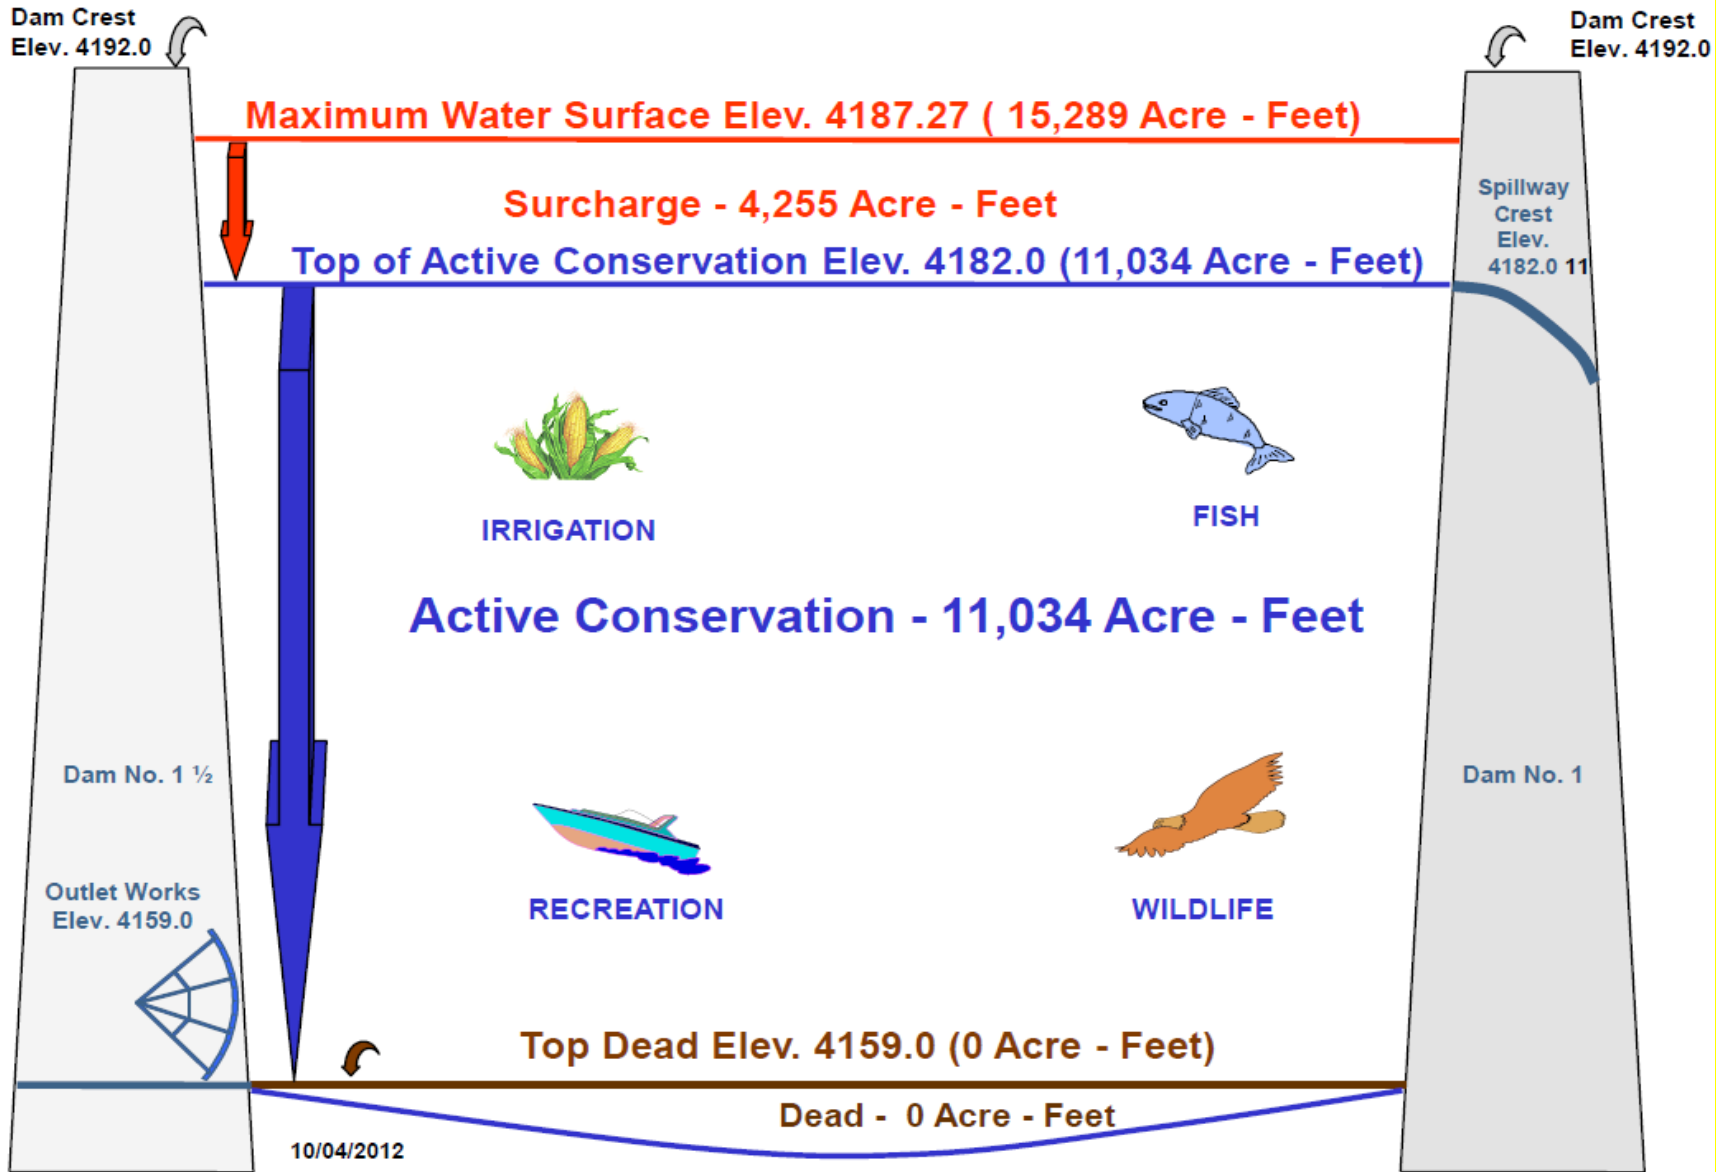 Dam Crest
Elev. 4192.0
Dam Crest
Elev. 4192.0
Maximum Water Surface Elev. 4187.27 ( 15,289 Acre - Feet)
Surcharge - 4,255 Acre - Feet
Spillway
Crest
Elev.
4182.0 11
Top of Active Conservation Elev. 4182.0 (11,034 Acre - Feet)
IRRIGATION
FISH
Active Conservation - 11,034 Acre - Feet
Dam No. 1 ½
Dam No. 1
Outlet Works
Elev. 4159.0
RECREATION
WILDLIFE
Top Dead Elev. 4159.0 (0 Acre - Feet)
Dead - 0 Acre - Feet
10/04/2012